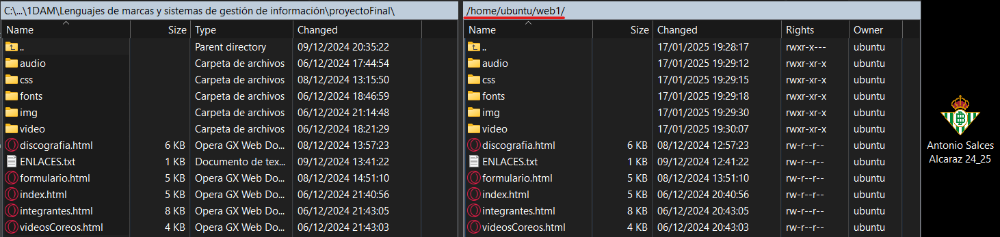 C:\...\1DAM\Lenguajes de marcas y sistemas de gestión de información\proyectoFinal\
Name Size Type Changed
.. Parent directory 09/12/2024 20:35:22
audio Carpeta de archivos 06/12/2024 17:44:54
css Carpeta de archivos 08/12/2024 13:15:50
fonts Carpeta de archivos 06/12/2024 18:46:59
img Carpeta de archivos 06/12/2024 21:14:48
video Carpeta de archivos 06/12/2024 18:21:29
discografia.html 6 KB Opera GX Web Do... 08/12/2024 13:57:23
ENLACES.txt 1 KB Documento de tex... 09/12/2024 13:41:22
formulario.html 5 KB Opera GX Web Do... 08/12/2024 14:51:10
index.html 5 KB Opera GX Web Do... 06/12/2024 21:40:56
integrantes.html 8 KB Opera GX Web Do... 06/12/2024 21:43:05
videosCoreos.html 4 KB Opera GX Web Do... 06/12/2024 21:43:03
/home/ubuntu/web1/
Name Size Changed Rights Owner
.. 17/01/2025 19:28:17 rwxr-x--- ubuntu
audio 17/01/2025 19:29:12 rwxr-xr-x ubuntu
css 17/01/2025 19:29:15 rwxr-xr-x ubuntu
fonts 17/01/2025 19:29:18 rwxr-xr-x ubuntu
img 17/01/2025 19:29:30 rwxr-xr-x ubuntu
video 17/01/2025 19:30:07 rwxr-xr-x ubuntu
discografia.html 6 KB 08/12/2024 12:57:23 rw-r--r-- ubuntu
ENLACES.txt 1 KB 09/12/2024 12:41:22 rw-r--r-- ubuntu
formulario.html 5 KB 08/12/2024 13:51:10 rw-r--r-- ubuntu
index.html 5 KB 06/12/2024 20:40:56 rw-r--r-- ubuntu
integrantes.html 8 KB 06/12/2024 20:43:05 rw-r--r-- ubuntu
videosCoreos.html 4 KB 06/12/2024 20:43:03 rw-r--r-- ubuntu
Antonio Salces
Alcaraz 24_25